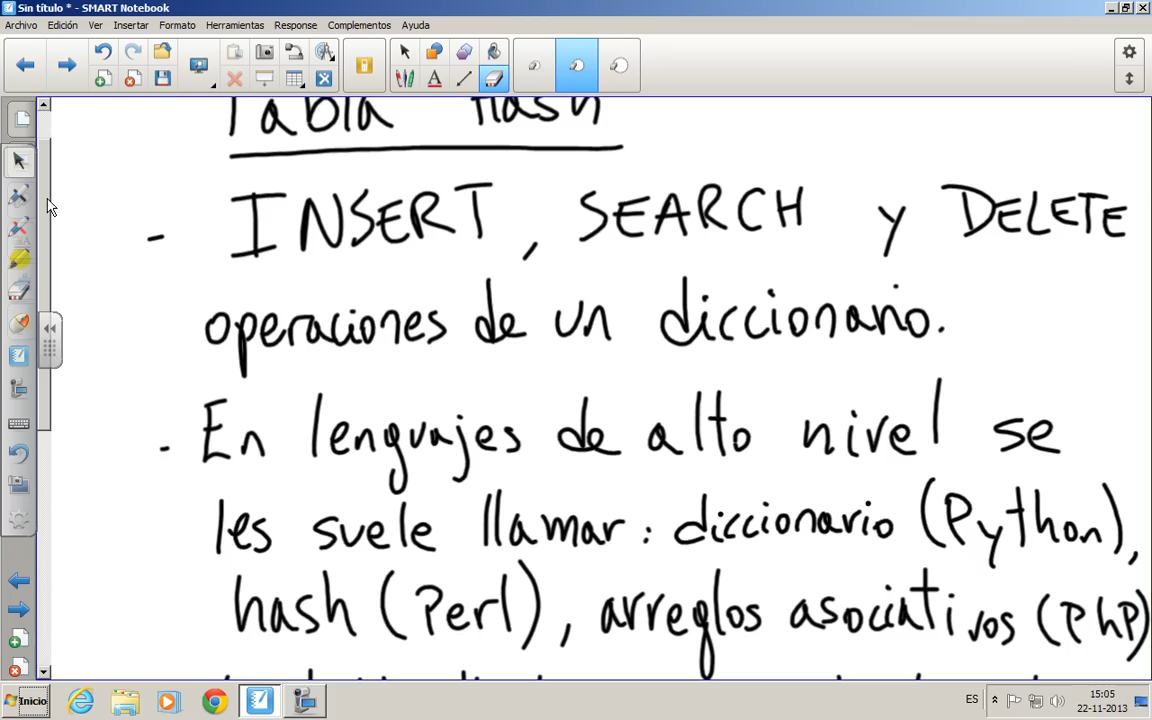 Sin título * - SMART Notebook
Archivo Edición Ver Insertar Formato Herramientas Response Complementos Ayuda
Tabla Hash
- INSERT, SEARCH y DELETE
operaciones de un diccionario.
- En lenguajes de alto nivel se
les suele llamar: diccionario (Python),
hash (Perl), arreglos asociativos (PhP)
Inicio
ES
15:05
22-11-2013